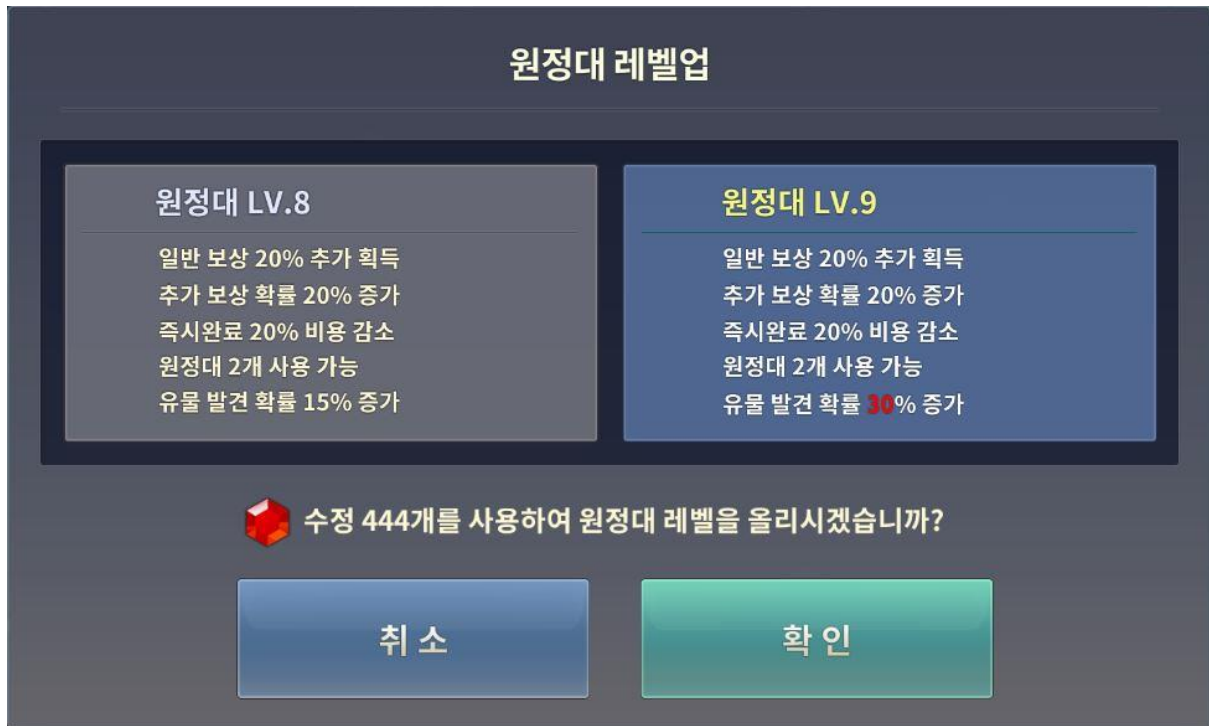 원정대 레벨업
원정대 LV.8
일반 보상 20% 추가 획득
추가 보상 확률 20% 증가
즉시완료 20% 비용 감소
원정대 2개 사용 가능
유물 발견 확률 15% 증가
원정대 LV.9
일반 보상 20% 추가 획득
추가 보상 확률 20% 증가
즉시완료 20% 비용 감소
원정대 2개 사용 가능
유물 발견 확률 30% 증가
수정 444개를 사용하여 원정대 레벨을 올리시겠습니까?
취 소
확 인